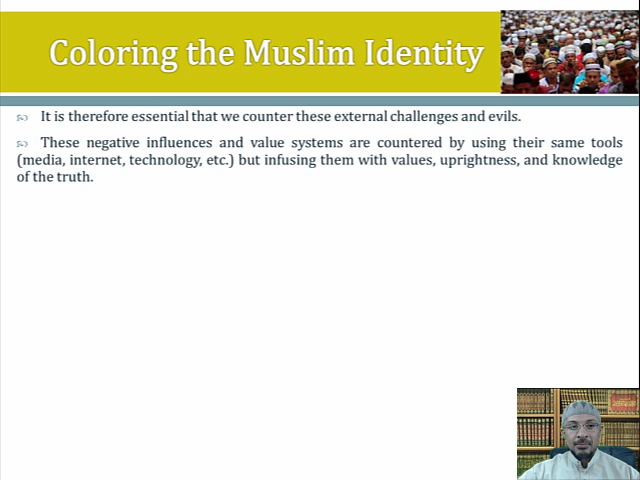 Coloring the Muslim Identity
It is therefore essential that we counter these external challenges and evils.
These negative influences and value systems are countered by using their same tools
(media, internet, technology, etc.) but infusing them with values, uprightness, and knowledge
of the truth.